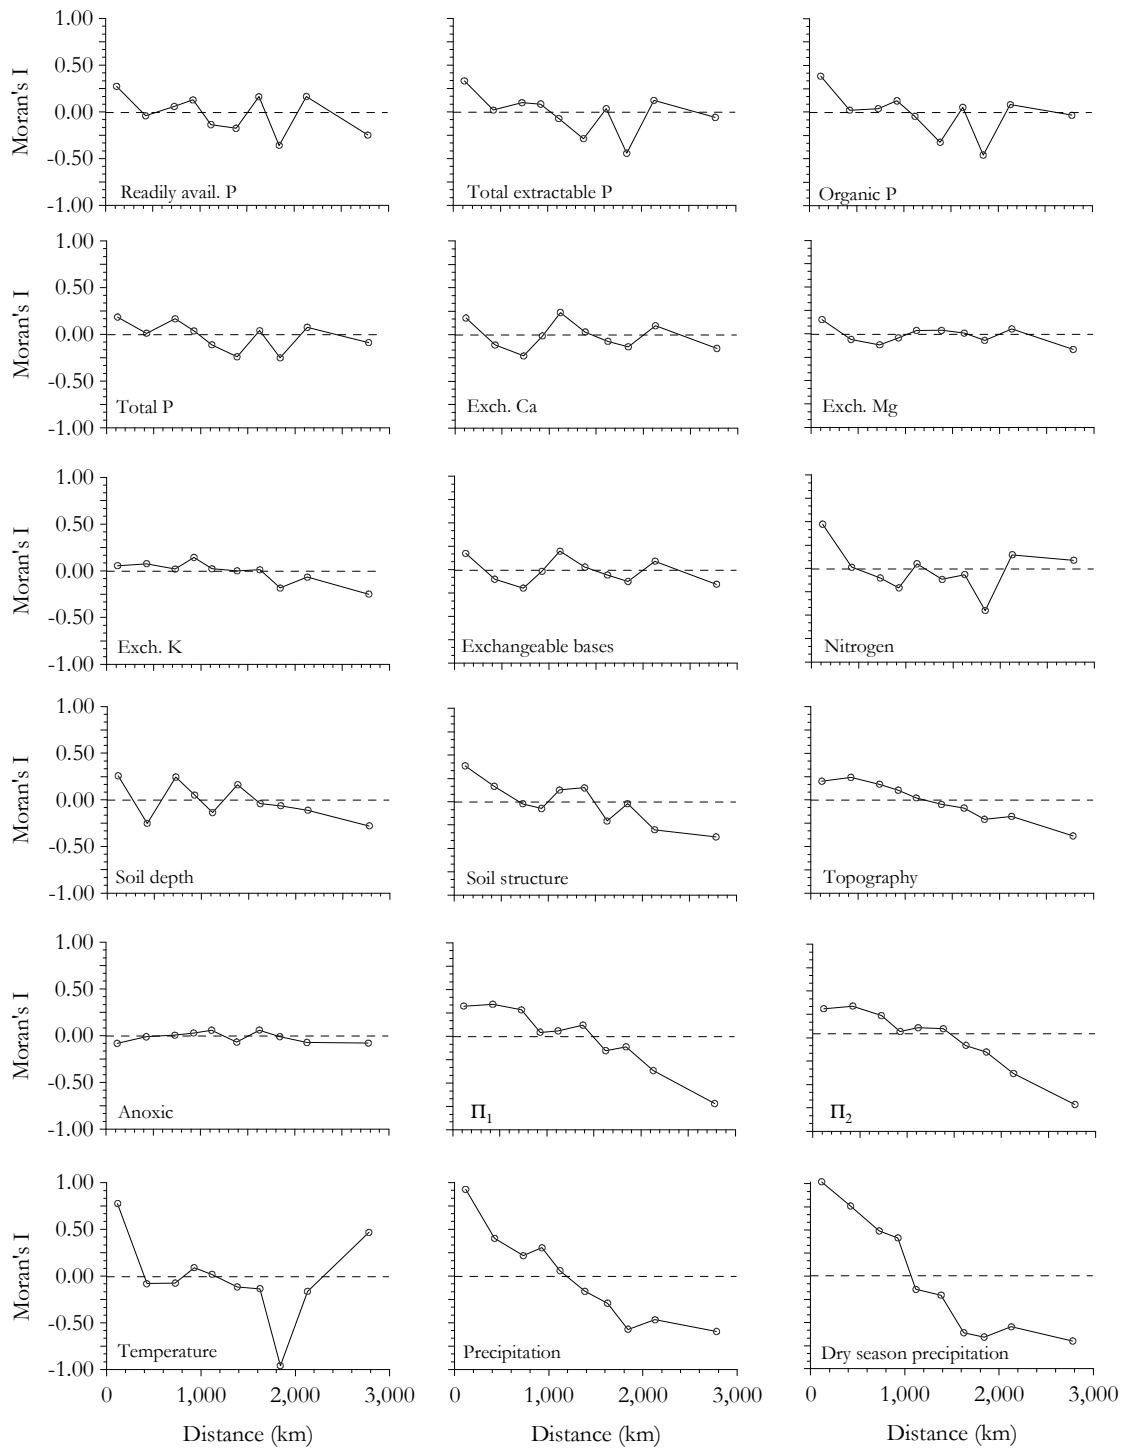 1.00
0.50
0.00
-0.50
-1.00
Moran's I
Readily avail. P
Total extractable P
Organic P
1.00
0.50
0.00
-0.50
-1.00
Moran's I
Total P
Exch. Ca
Exch. Mg
1.00
0.50
0.00
-0.50
-1.00
Moran's I
Exch. K
Exchangeable bases
Nitrogen
1.00
0.50
0.00
-0.50
-1.00
Moran's I
Soil depth
Soil structure
Topography
1.00
0.50
0.00
-0.50
-1.00
Moran's I
Anoxic
Π1
Π2
1.00
0.50
0.00
-0.50
-1.00
Moran's I
Temperature
Precipitation
Dry season precipitation
0 1,000 2,000 3,000
0 1,000 2,000 3,000
0 1,000 2,000 3,000
Distance (km)
Distance (km)
Distance (km)